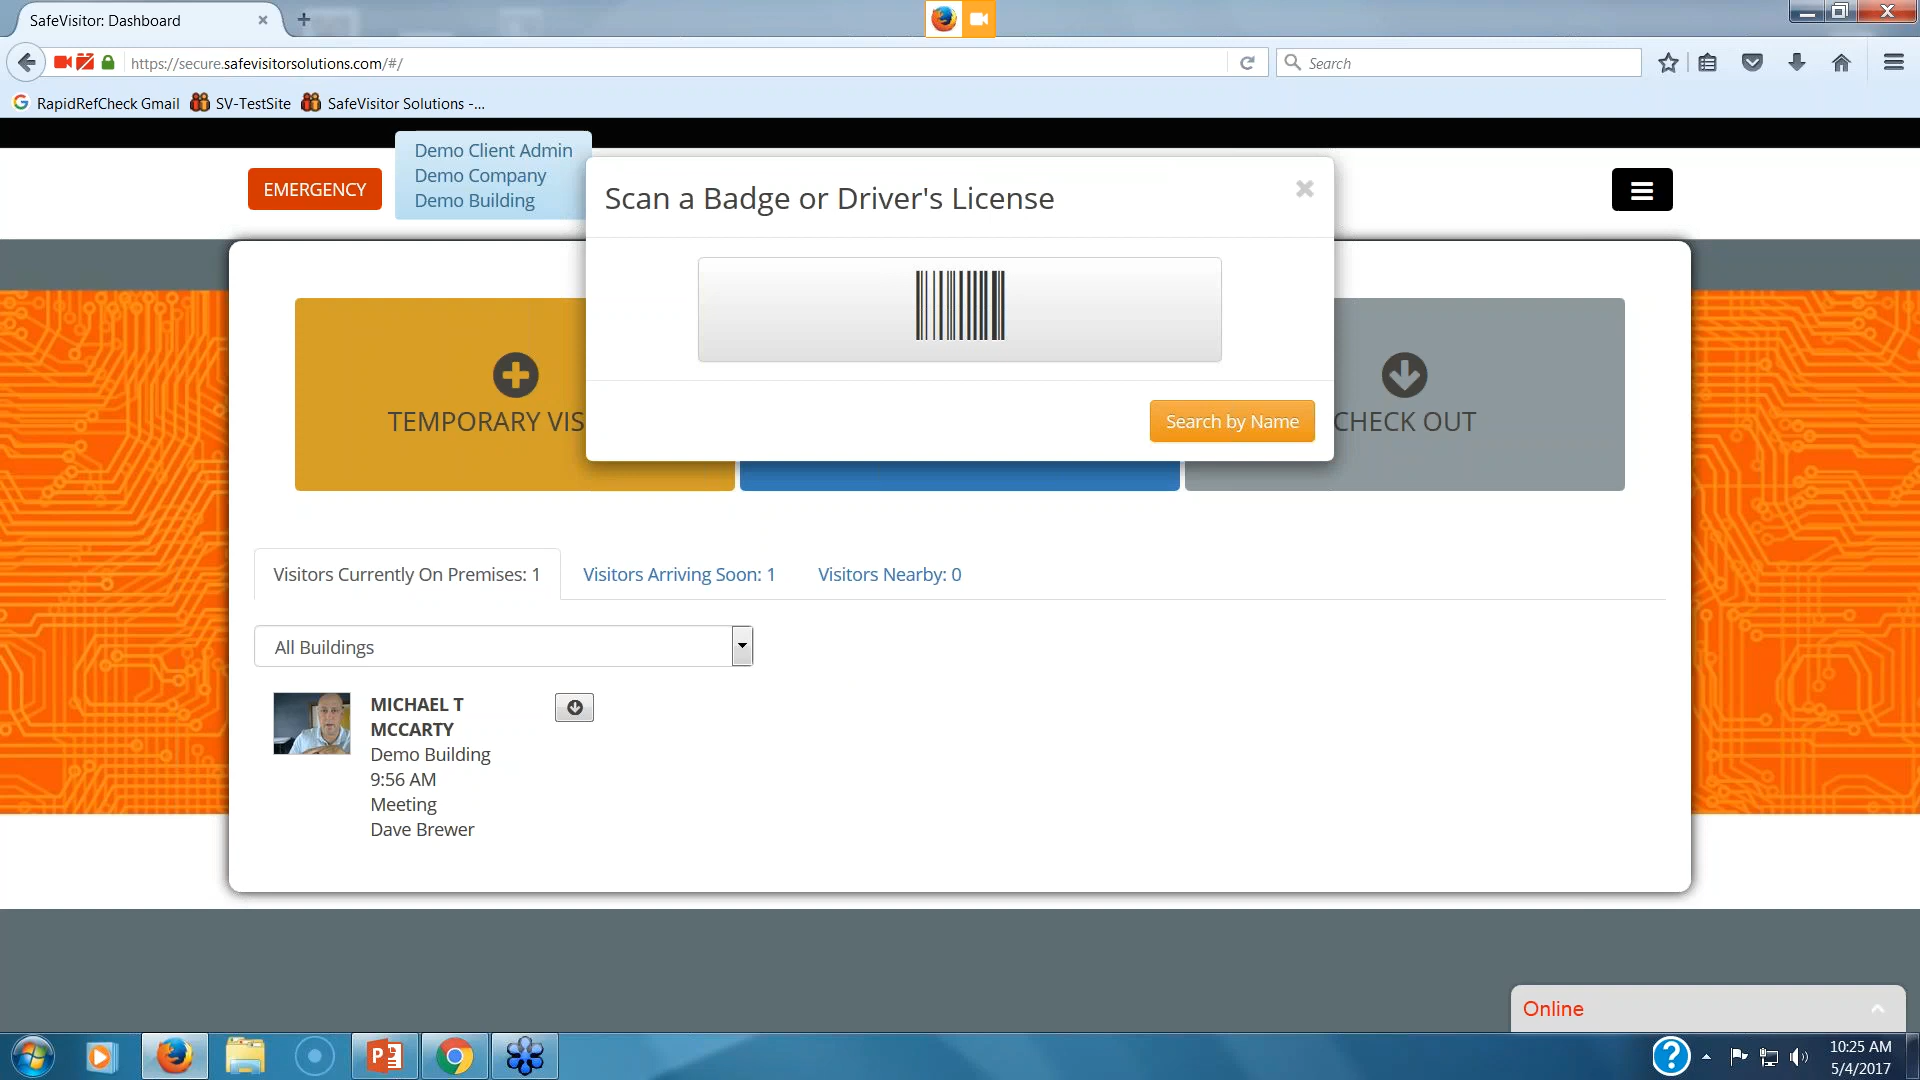 SafeVisitor: Dashboard
https://secure.safevisitorsolutions.com/#/
Search
RapidRefCheck Gmail
SV-TestSite
SafeVisitor Solutions -...
EMERGENCY
Demo Client Admin
Demo Company
Demo Building
Scan a Badge or Driver's License
Search by Name
TEMPORARY VIS
CHECK OUT
Visitors Currently On Premises: 1
Visitors Arriving Soon: 1
Visitors Nearby: 0
All Buildings
MICHAEL T
MCCARTY
Demo Building
9:56 AM
Meeting
Dave Brewer
Online
10:25 AM
5/4/2017